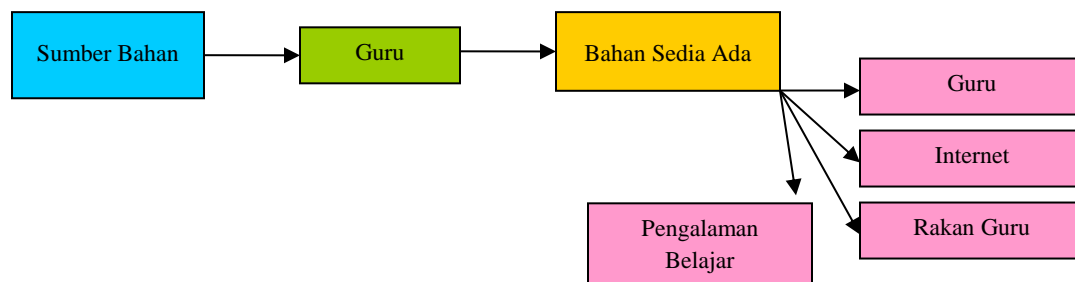 Sumber Bahan
Guru
Bahan Sedia Ada
Guru
Internet
Rakan Guru
Pengalaman
Belajar